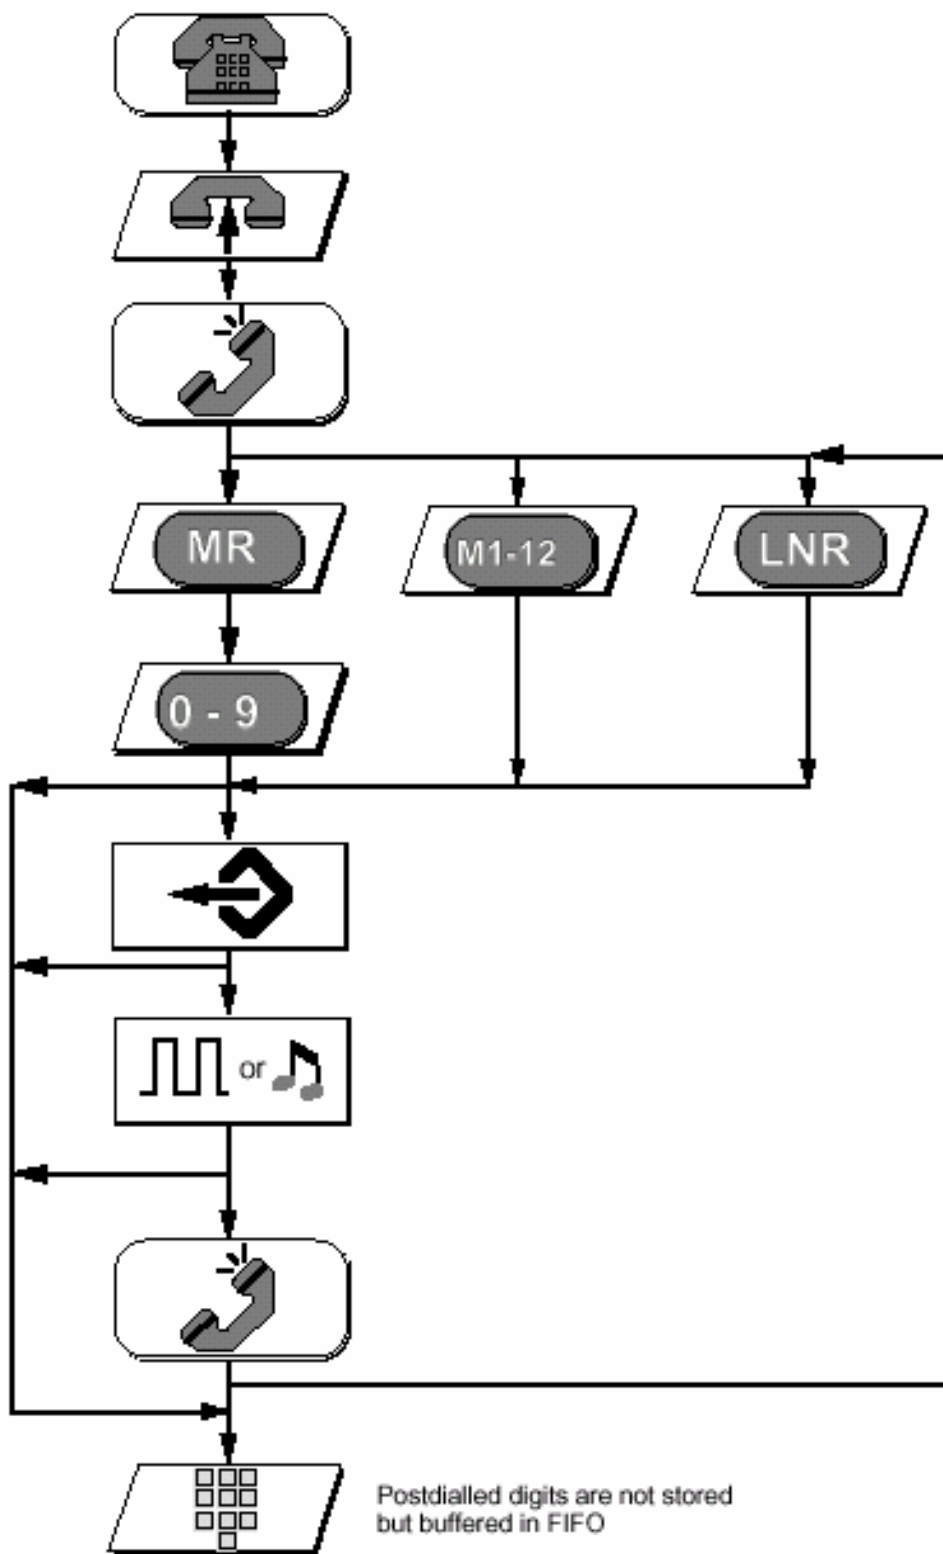 MR
M1-12
LNR
0 - 9
or
Postdialled digits are not stored
but buffered in FIFO